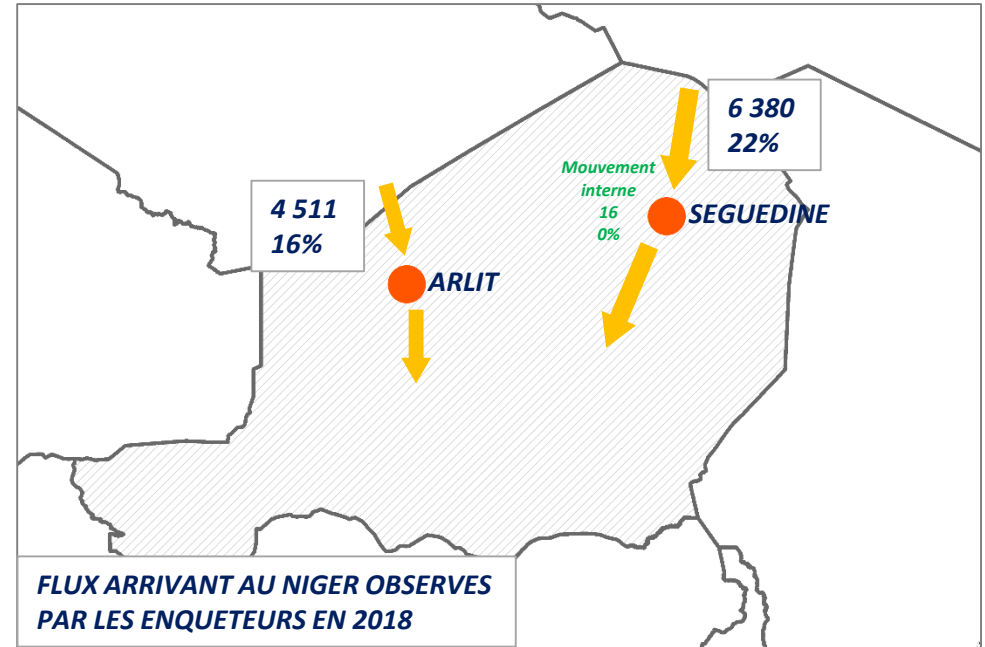 6 380
22%
Mouvement
interne
16
0%
SEGUEDINE
4 511
16%
ARLIT
FLUX ARRIVANT AU NIGER OBSERVES
PAR LES ENQUETEURS EN 2018